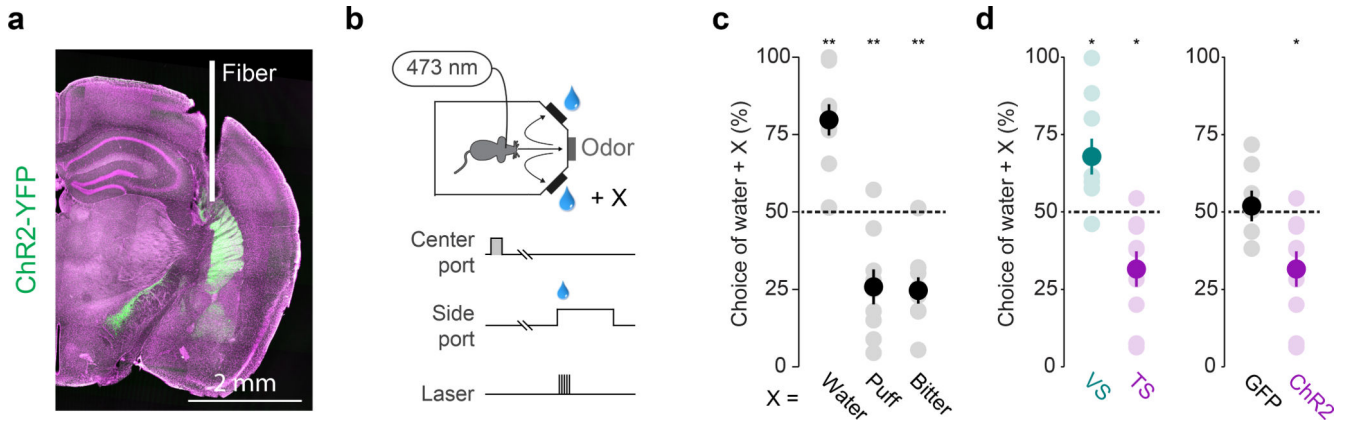 a
ChR2-YFP
Fiber
2 mm
b
473 nm
Odor
+ X
Center
port
Side
port
Laser
c
Choice of water + X (%)
** ** **
100
75
50
25
0
X = Water Puff Bitter
d
Choice of water + X (%)
* *
100
75
50
25
0
VS TS
*
100
75
50
25
0
GFP ChR2